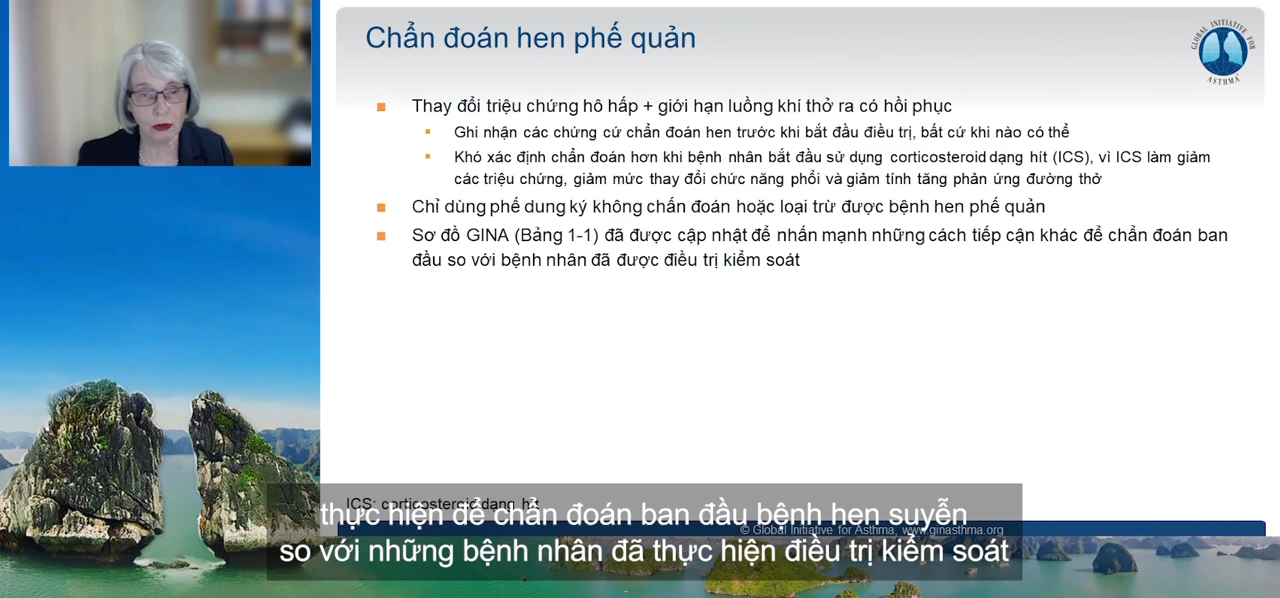 Chẩn đoán hen phế quản
GLOBAL INITIATIVE FOR ASTHMA
Thay đổi triệu chứng hô hấp + giới hạn luồng khí thở ra có hồi phục
Ghi nhận các chứng cứ chẩn đoán hen trước khi bắt đầu điều trị, bất cứ khi nào có thể
Khó xác định chẩn đoán hơn khi bệnh nhân bắt đầu sử dụng corticosteroid dạng hít (ICS), vì ICS làm giảm
các triệu chứng, giảm mức thay đổi chức năng phổi và giảm tính tăng phản ứng đường thở
Chỉ dùng phế dung ký không chẩn đoán hoặc loại trừ được bệnh hen phế quản
Sơ đồ GINA (Bảng 1-1) đã được cập nhật để nhấn mạnh những cách tiếp cận khác để chẩn đoán ban
đầu so với bệnh nhân đã được điều trị kiểm soát
ICS: corticosteroid dạng hít
thực hiện để chẩn đoán ban đầu bệnh hen suyễn
© Global Initiative for Asthma, www.ginasthma.org
so với những bệnh nhân đã thực hiện điều trị kiểm soát